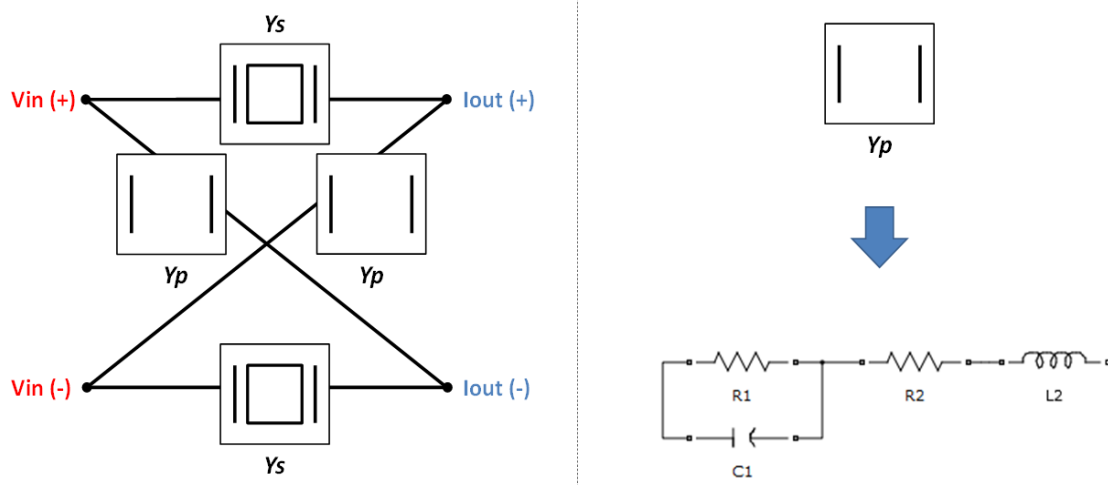 Ys
Vin (+)
Iout (+)
Yp
Yp
Vin (-)
Iout (-)
Ys
Yp
R1
R2
L2
C1